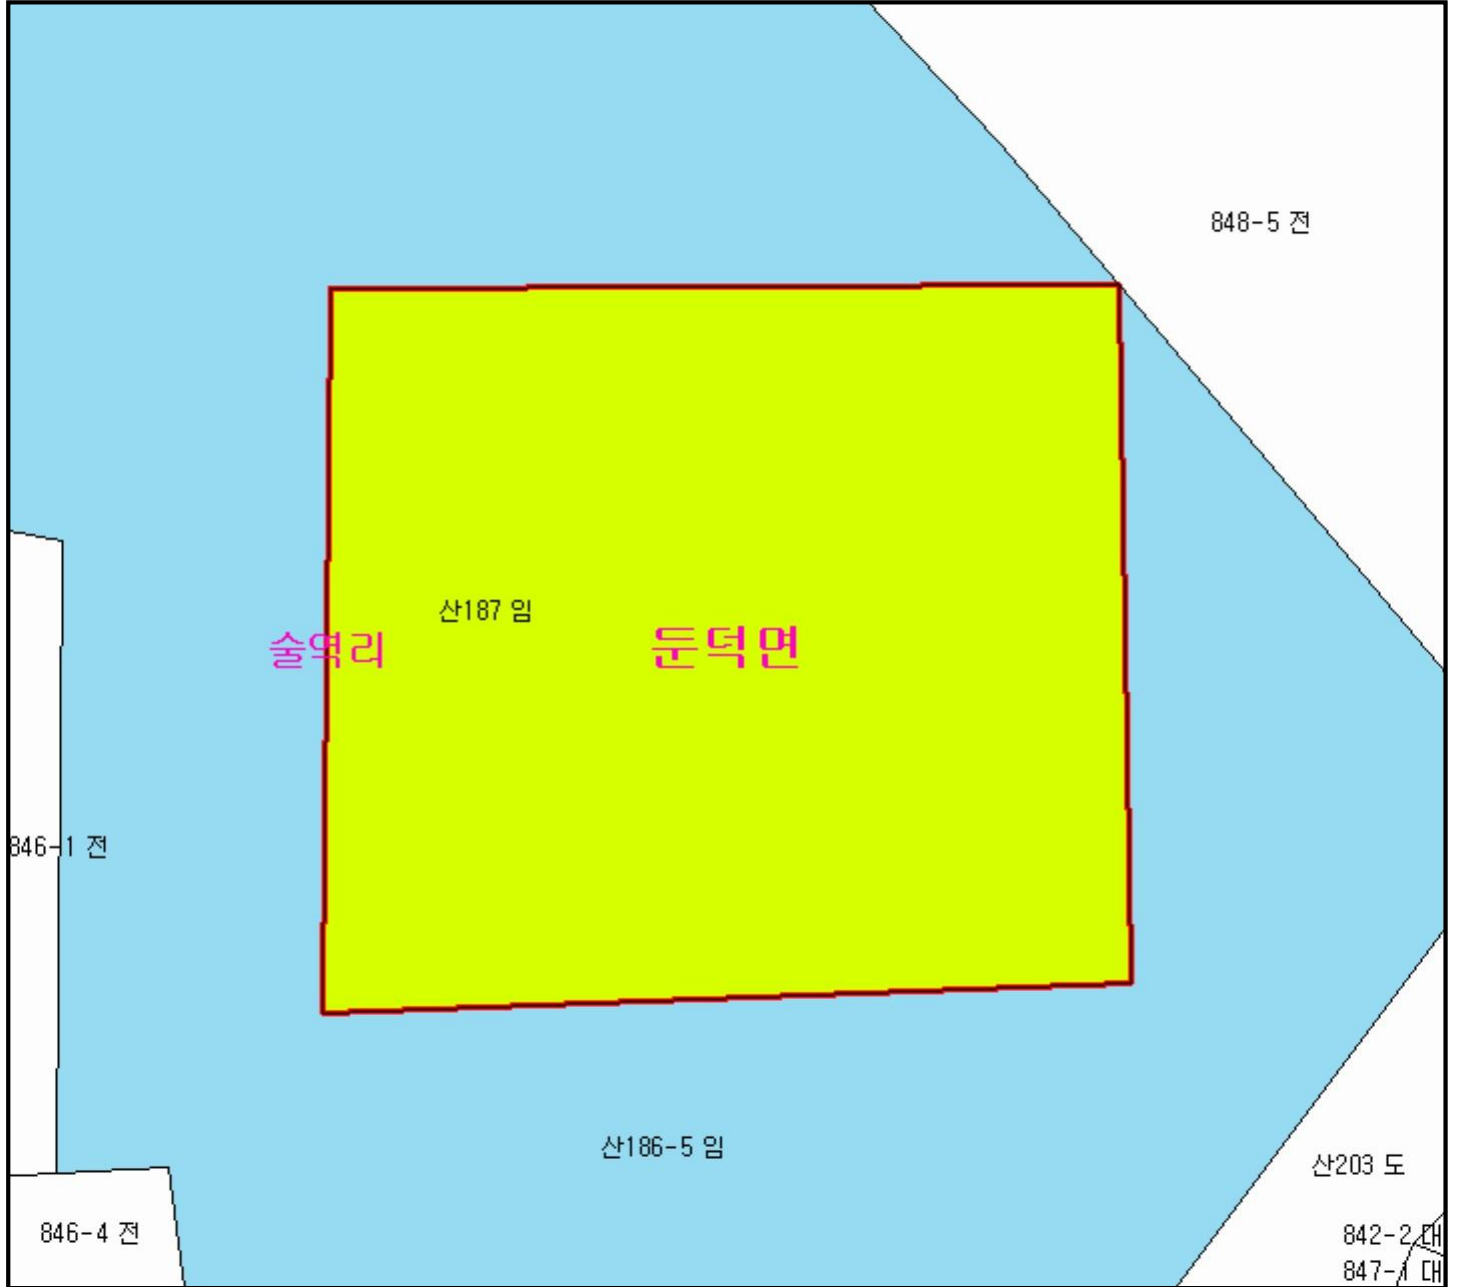 848-5 전
산187 임
술역리
둔덕면
846-1 전
산186-5 임
산203 도
846-4 전
842-2 대
847-1 대